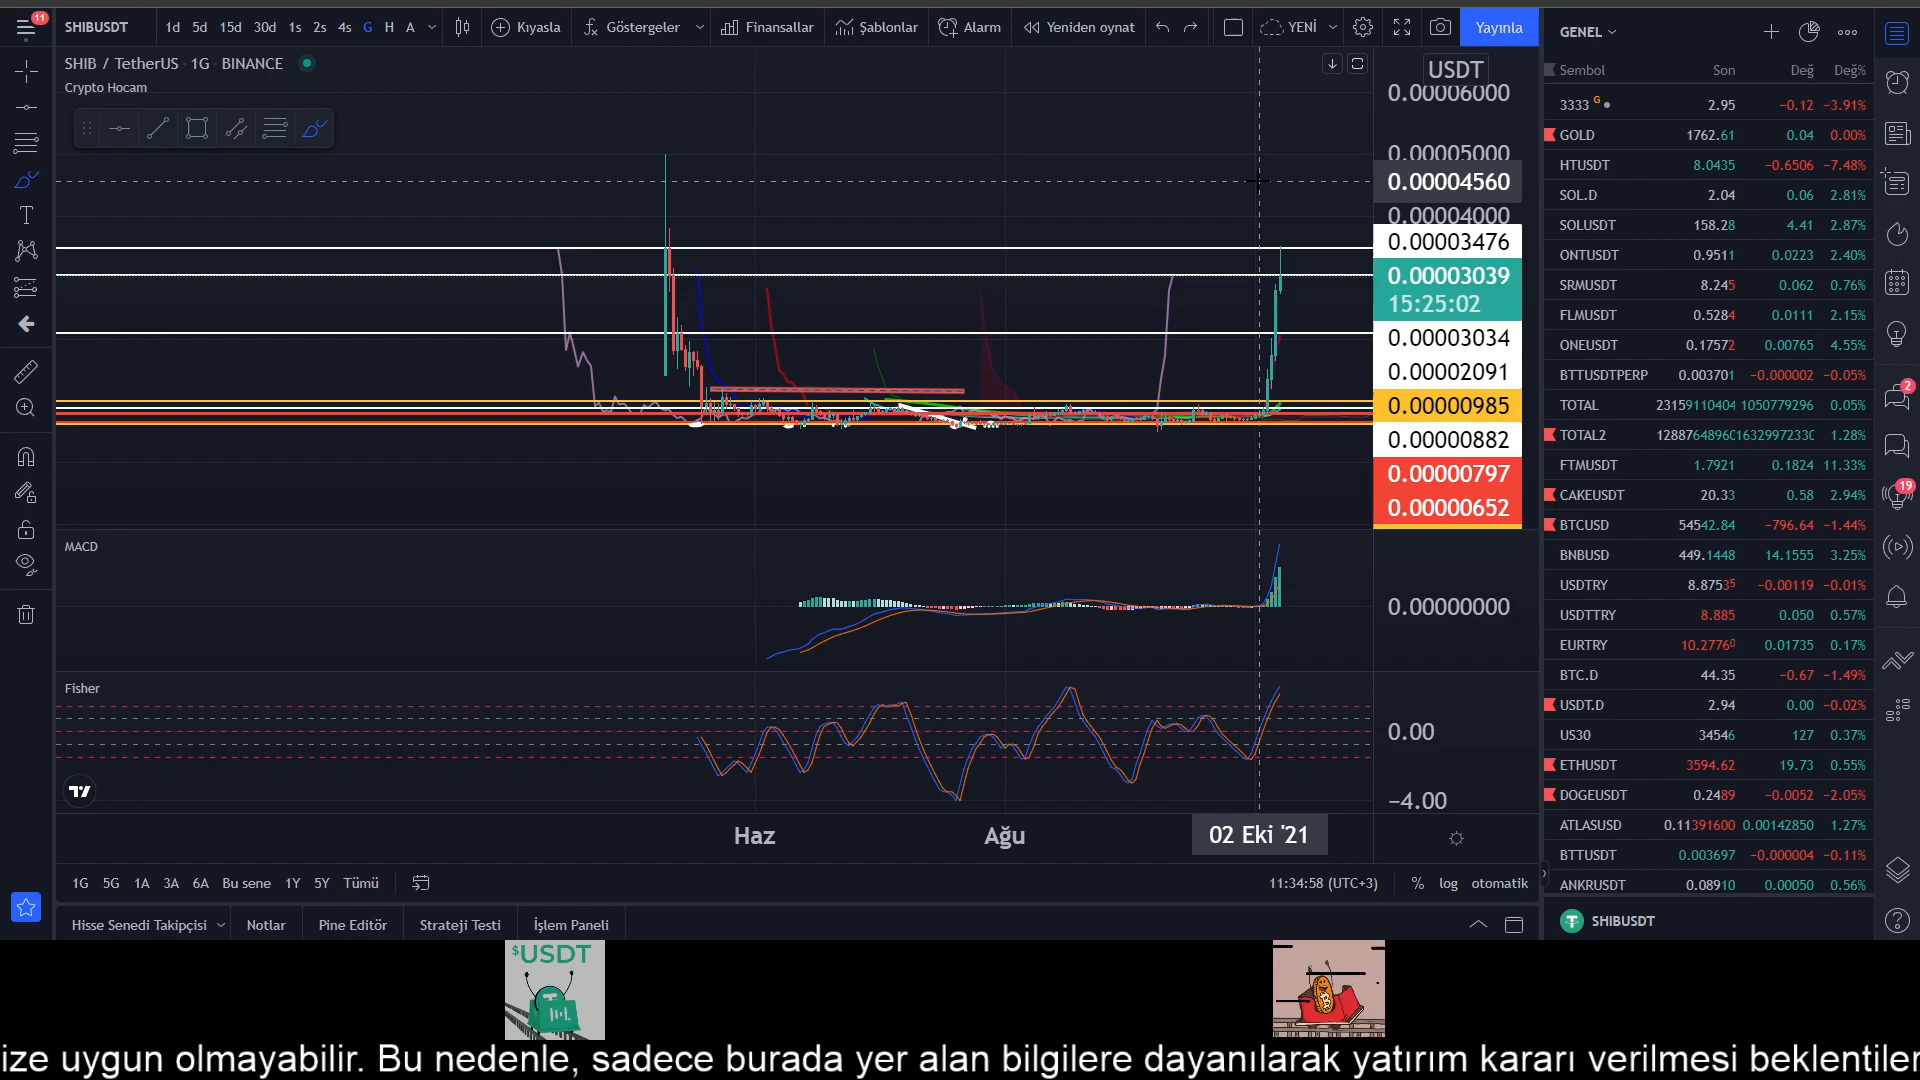 11
SHIBUSDT
1d 5d 15d 30d 1s 2s 4s G H A
Kıyasla
Göstergeler
Finansallar
Şablonlar
Alarm
Yeniden oynat
YENİ
Yayınla
SHIB / TetherUS · 1G · BINANCE
Crypto Hocam
USDT
0.00006000
0.00005000
0.00004560
0.00004000
0.00003476
0.00003039
15:25:02
0.00003034
0.00002091
0.00000985
0.00000882
0.00000797
0.00000652
MACD
0.00000000
Fisher
0.00
−4.00
Haz
Ağu
02 Eki '21
1G 5G 1A 3A 6A Bu sene 1Y 5Y Tümü
11:34:58 (UTC+3)
% log otomatik
Hisse Senedi Takipçisi
Notlar
Pine Editör
Strateji Testi
İşlem Paneli
GENEL
Sembol Son Değ Değ%
3333 G 2.95 −0.12 −3.91%
GOLD 1762.61 0.04 0.00%
HTUSDT 8.0435 −0.6506 −7.48%
SOL.D 2.04 0.06 2.81%
SOLUSDT 158.28 4.41 2.87%
ONTUSDT 0.9511 0.0223 2.40%
SRMUSDT 8.245 0.062 0.76%
FLMUSDT 0.5284 0.0111 2.15%
ONEUSDT 0.17572 0.00765 4.55%
BTTUSDTPERP 0.003701 −0.000002 −0.05%
TOTAL 23159110404 1050779296 0.05%
TOTAL2 1.28%
FTMUSDT 1.7921 0.1824 11.33%
CAKEUSDT 20.33 0.58 2.94%
BTCUSD 54542.84 −796.64 −1.44%
BNBUSD 449.1448 14.1555 3.25%
USDTRY 8.87535 −0.00119 −0.01%
USDTTRY 8.885 0.050 0.57%
EURTRY 10.27760 0.01735 0.17%
BTC.D 44.35 −0.67 −1.49%
USDT.D 2.94 0.00 −0.02%
US30 34546 127 0.37%
ETHUSDT 3594.62 19.73 0.55%
DOGEUSDT 0.2489 −0.0052 −2.05%
ATLASUSD 0.11391600 0.00142850 1.27%
BTTUSDT 0.003697 −0.000004 −0.11%
ANKRUSDT 0.08910 0.00050 0.56%
SHIBUSDT
2
19
$USDT
ize uygun olmayabilir. Bu nedenle, sadece burada yer alan bilgilere dayanılarak yatırım kararı verilmesi beklentiler